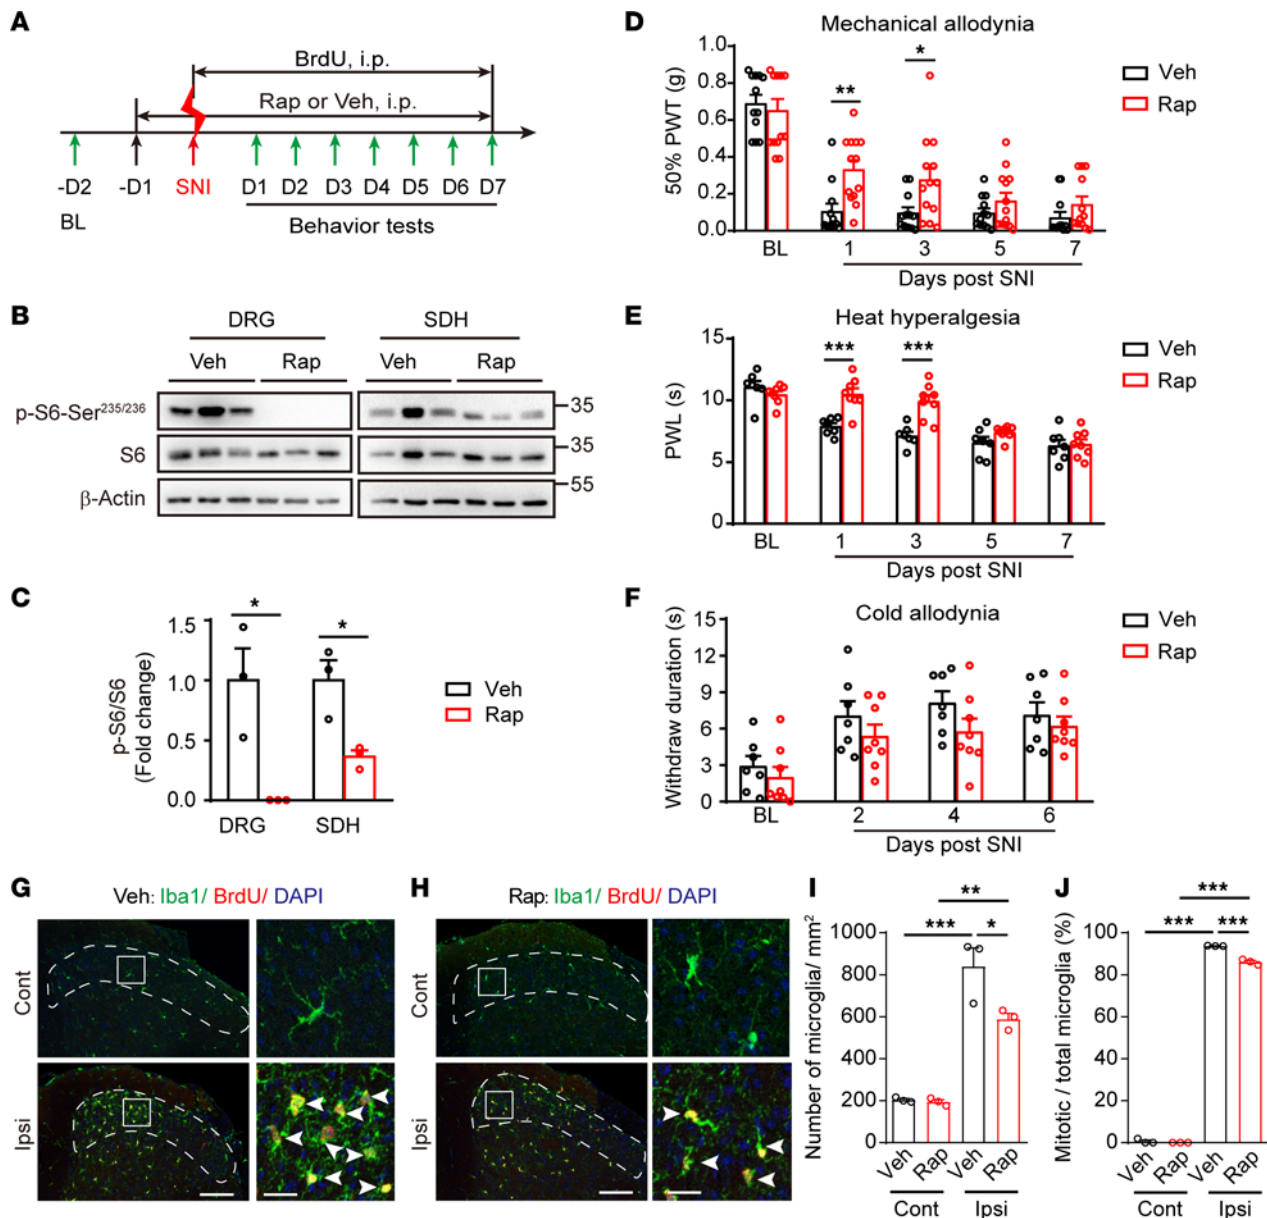 A
BrdU, i.p.
Rap or Veh, i.p.
-D2 -D1 SNI D1 D2 D3 D4 D5 D6 D7
BL Behavior tests
B
DRG SDH
Veh Rap Veh Rap
p-S6-Ser235/236 35
S6 35
β-Actin 55
C
* *
1.5
1.0
0.5
0.0
p-S6/S6
(Fold change)
DRG SDH
Veh
Rap
D
Mechanical allodynia
** *
1.0
0.8
0.6
0.4
0.2
0.0
50% PWT (g)
BL 1 3 5 7
Days post SNI
Veh
Rap
E
Heat hyperalgesia
*** ***
15
10
5
0
PWL (s)
BL 1 3 5 7
Days post SNI
Veh
Rap
F
Cold allodynia
15
12
9
6
3
0
Withdraw duration (s)
BL 2 4 6
Days post SNI
Veh
Rap
G
Veh: Iba1/ BrdU/ DAPI
Cont
Ipsi
H
Rap: Iba1/ BrdU/ DAPI
Cont
Ipsi
I
**
*** *
1000
800
600
400
200
0
Number of microglia/ mm2
Veh Rap Veh Rap
Cont Ipsi
J
***
*** ***
100
80
60
40
20
0
Mitotic / total microglia (%)
Veh Rap Veh Rap
Cont Ipsi